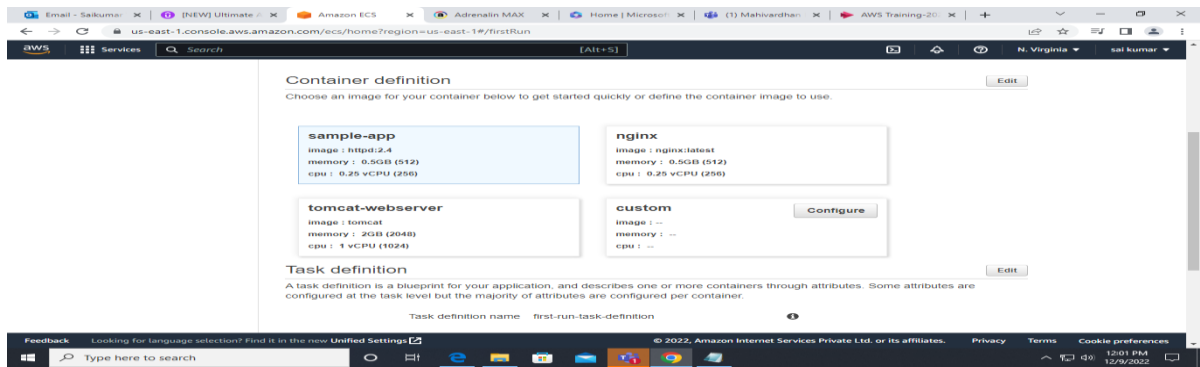 Email - Saikumar
[NEW] Ultimate A
Amazon ECS
Adrenalin MAX
Home | Microsoft
(1) Mahivardhan
AWS Training-20
us-east-1.console.aws.amazon.com/ecs/home?region=us-east-1#/firstRun
aws
Services
Search
[Alt+S]
N. Virginia
sai kumar
Container definition
Edit
Choose an image for your container below to get started quickly or define the container image to use.
sample-app
image : httpd:2.4
memory : 0.5GB (512)
cpu : 0.25 vCPU (256)
nginx
image : nginx:latest
memory : 0.5GB (512)
cpu : 0.25 vCPU (256)
tomcat-webserver
image : tomcat
memory : 2GB (2048)
cpu : 1 vCPU (1024)
custom
Configure
image : --
memory : --
cpu : --
Task definition
Edit
A task definition is a blueprint for your application, and describes one or more containers through attributes. Some attributes are
configured at the task level but the majority of attributes are configured per container.
Task definition name first-run-task-definition
Feedback Looking for language selection? Find it in the new Unified Settings
© 2022, Amazon Internet Services Private Ltd. or its affiliates. Privacy Terms Cookie preferences
Type here to search
12:01 PM
12/9/2022